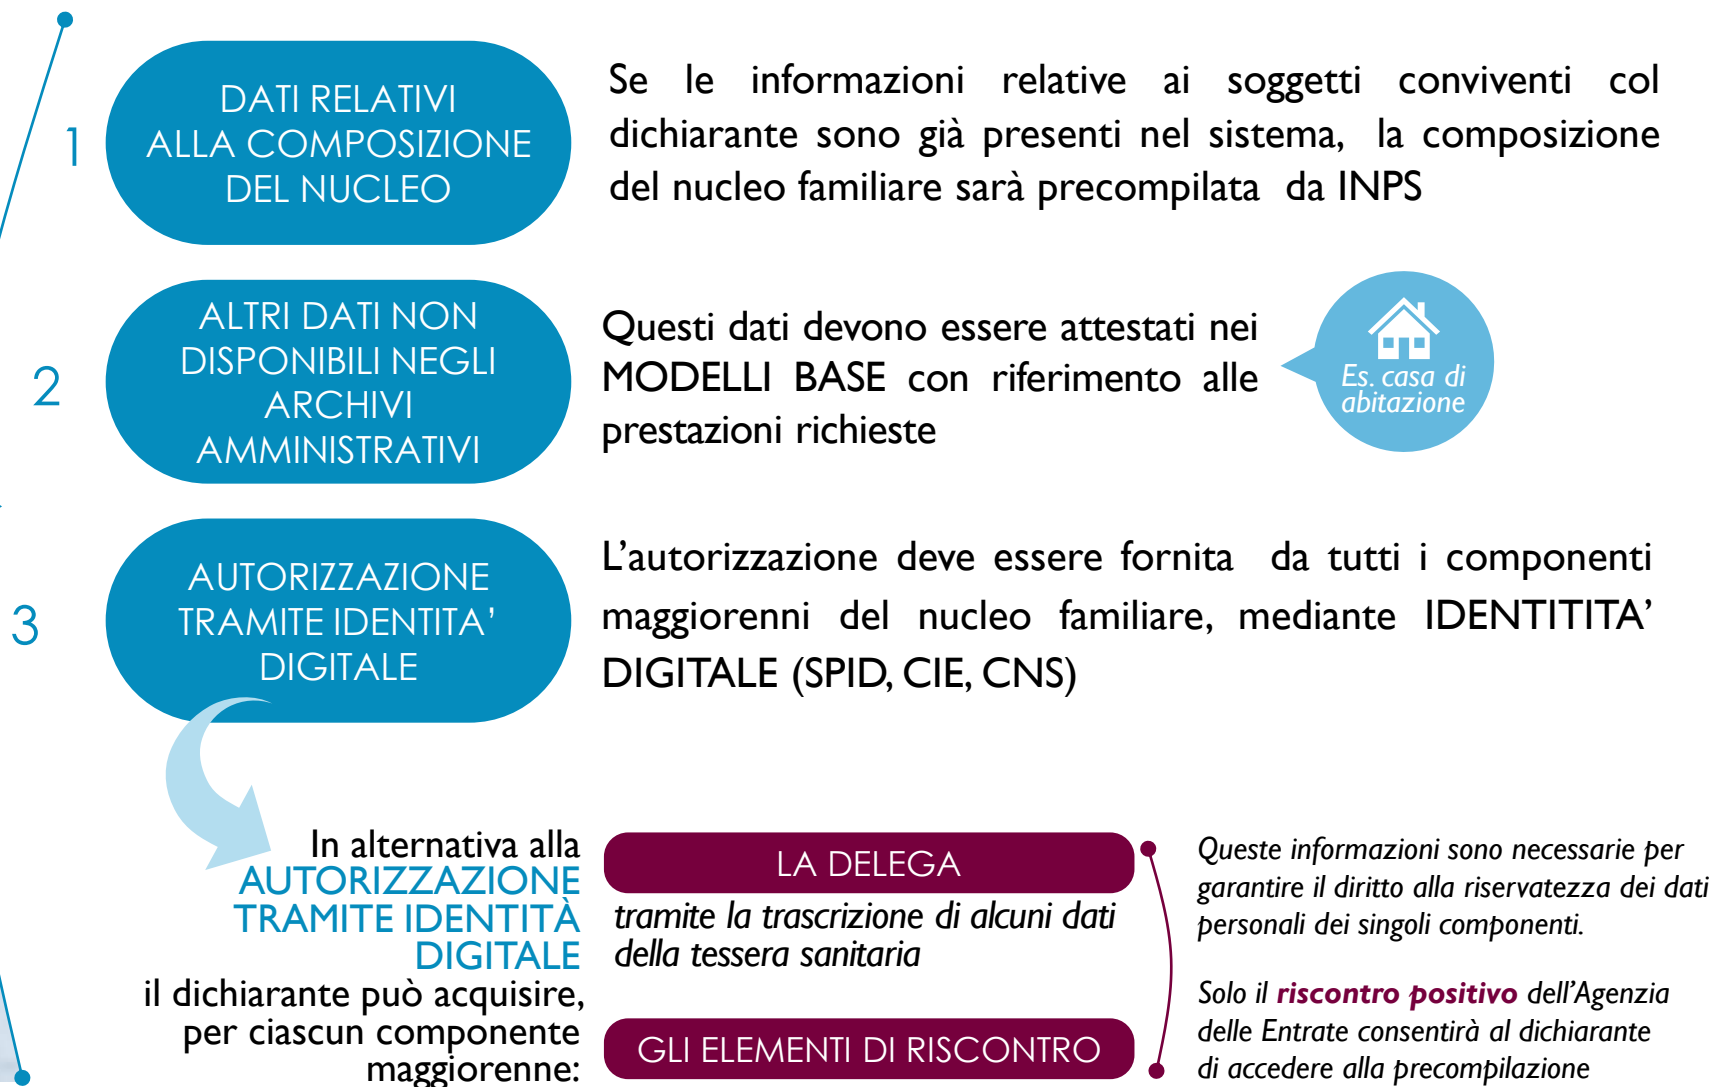 1
DATI RELATIVI
ALLA COMPOSIZIONE
DEL NUCLEO
Se le informazioni relative ai soggetti conviventi col
dichiarante sono già presenti nel sistema, la composizione
del nucleo familiare sarà precompilata da INPS
2
ALTRI DATI NON
DISPONIBILI NEGLI
ARCHIVI
AMMINISTRATIVI
Questi dati devono essere attestati nei
MODELLI BASE con riferimento alle
prestazioni richieste
Es. casa di
abitazione
3
AUTORIZZAZIONE
TRAMITE IDENTITA’
DIGITALE
L’autorizzazione deve essere fornita da tutti i componenti
maggiorenni del nucleo familiare, mediante IDENTITITA’
DIGITALE (SPID, CIE, CNS)
In alternativa alla
AUTORIZZAZIONE
TRAMITE IDENTITÀ
DIGITALE
il dichiarante può acquisire,
per ciascun componente
maggiorenne:
LA DELEGA
tramite la trascrizione di alcuni dati
della tessera sanitaria
GLI ELEMENTI DI RISCONTRO
Queste informazioni sono necessarie per
garantire il diritto alla riservatezza dei dati
personali dei singoli componenti.
Solo il riscontro positivo dell’Agenzia
delle Entrate consentirà al dichiarante
di accedere alla precompilazione